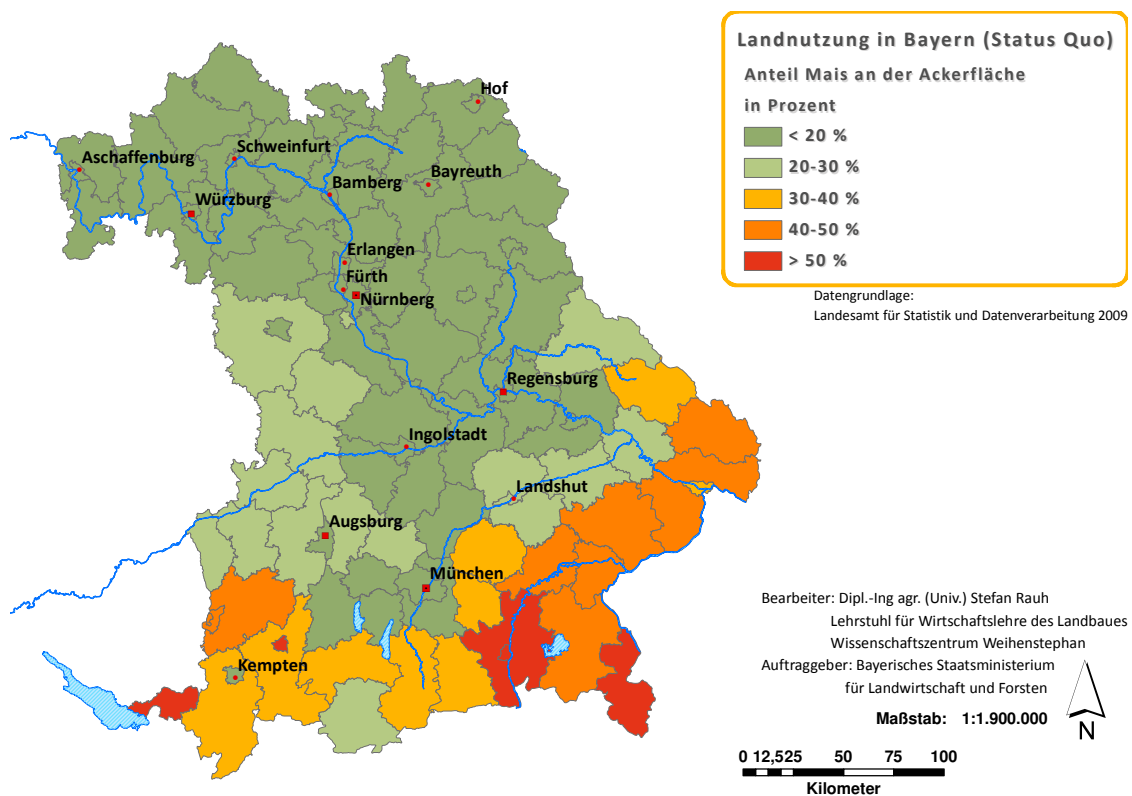 Landnutzung in Bayern (Status Quo)
Anteil Mais an der Ackerfläche
in Prozent
< 20 %
20-30 %
30-40 %
40-50 %
> 50 %
Datengrundlage:
Landesamt für Statistik und Datenverarbeitung 2009
Hof
Schweinfurt
Aschaffenburg
Bayreuth
Bamberg
Würzburg
Erlangen
Fürth
Nürnberg
Regensburg
Ingolstadt
Landshut
Augsburg
München
Kempten
Bearbeiter: Dipl.-Ing agr. (Univ.) Stefan Rauh
Lehrstuhl für Wirtschaftslehre des Landbaues
Wissenschaftszentrum Weihenstephan
Auftraggeber: Bayerisches Staatsministerium
für Landwirtschaft und Forsten
Maßstab: 1:1.900.000
N
0 12,525 50 75 100
Kilometer